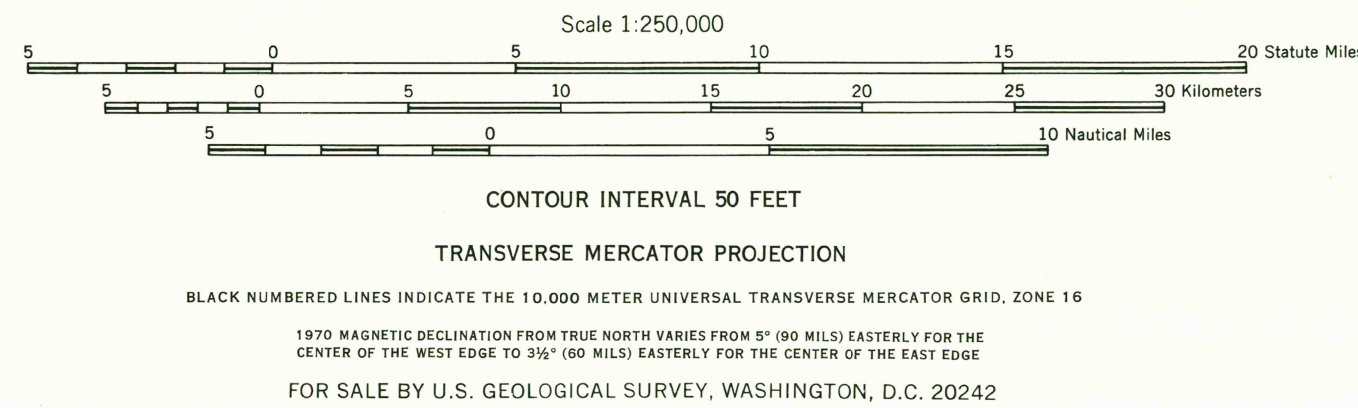 Scale 1:250,000
5 0 5 10 15 20 Statute Miles
5 0 5 10 15 20 25 30 Kilometers
5 0 5 10 Nautical Miles
CONTOUR INTERVAL 50 FEET
TRANSVERSE MERCATOR PROJECTION
BLACK NUMBERED LINES INDICATE THE 10,000 METER UNIVERSAL TRANSVERSE MERCATOR GRID, ZONE 16
1970 MAGNETIC DECLINATION FROM TRUE NORTH VARIES FROM 5° (90 MILS) EASTERLY FOR THE
CENTER OF THE WEST EDGE TO 3½° (60 MILS) EASTERLY FOR THE CENTER OF THE EAST EDGE
FOR SALE BY U.S. GEOLOGICAL SURVEY, WASHINGTON, D.C. 20242